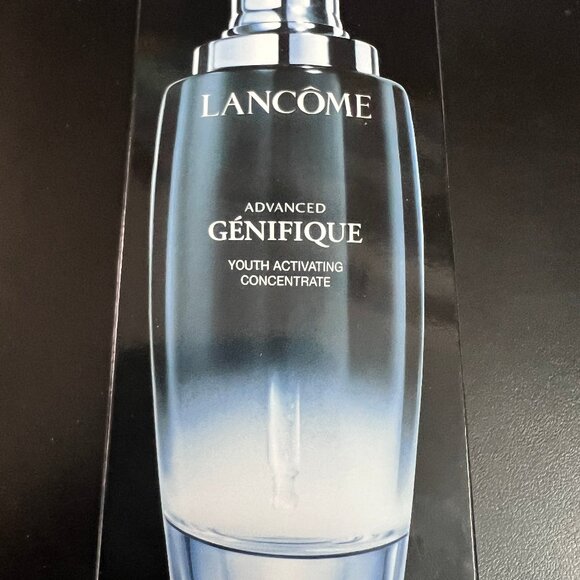 LANCÔME
ADVANCED
GÉNIFIQUE
YOUTH ACTIVATING
CONCENTRATE